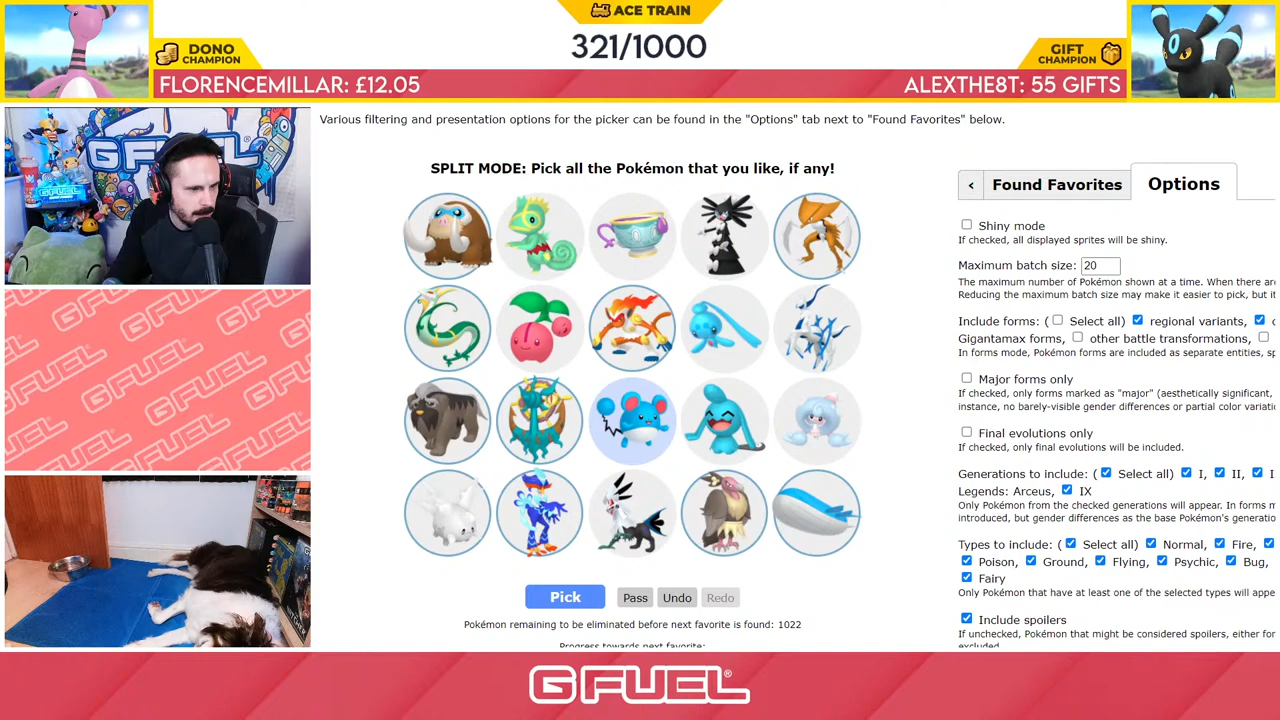 ACE TRAIN
321/1000
DONO
CHAMPION
GIFT
CHAMPION
FLORENCEMILLAR: £12.05
ALEXTHE8T: 55 GIFTS
Various filtering and presentation options for the picker can be found in the "Options" tab next to "Found Favorites" below.
SPLIT MODE: Pick all the Pokémon that you like, if any!
Pick
Pass
Undo
Redo
Pokémon remaining to be eliminated before next favorite is found: 1022
Progress towards next favorite:
‹ Found Favorites Options
Shiny mode
If checked, all displayed sprites will be shiny.
Maximum batch size: 20
The maximum number of Pokémon shown at a time. When there are
Reducing the maximum batch size may make it easier to pick, but it
Include forms: ( Select all) regional variants,
Gigantamax forms, other battle transformations,
In forms mode, Pokémon forms are included as separate entities, sp
Major forms only
If checked, only forms marked as "major" (aesthetically significant,
instance, no barely-visible gender differences or partial color variatio
Final evolutions only
If checked, only final evolutions will be included.
Generations to include: ( Select all) I, II, I
Legends: Arceus, IX
Only Pokémon from the checked generations will appear. In forms m
introduced, but gender differences as the base Pokémon's generatio
Types to include: ( Select all) Normal, Fire,
Poison, Ground, Flying, Psychic, Bug,
Fairy
Only Pokémon that have at least one of the selected types will appe
Include spoilers
If unchecked, Pokémon that might be considered spoilers, either for
excluded.
G FUEL
G FUEL®